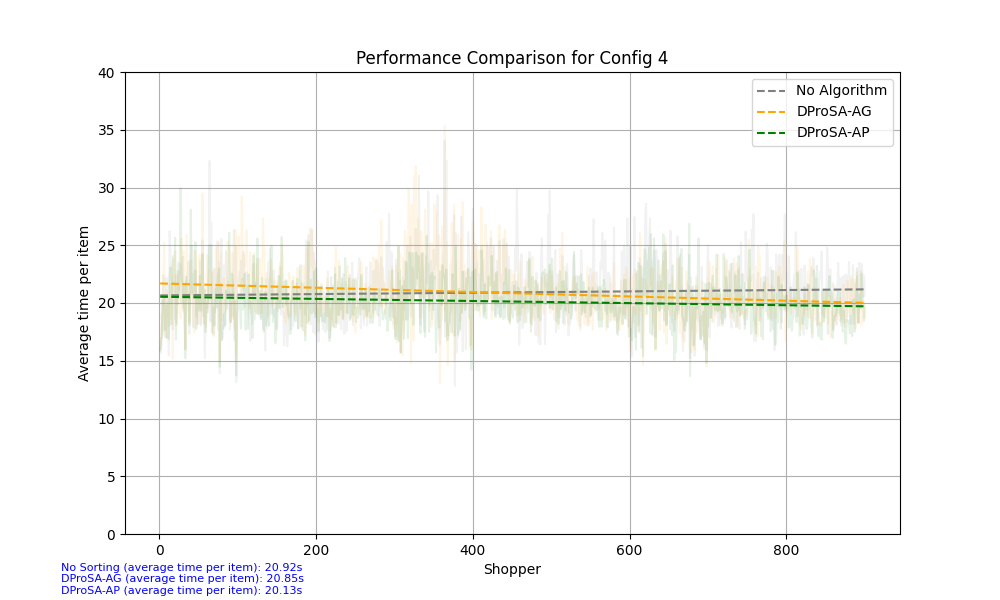 Performance Comparison for Config 4
40
35
30
25
20
15
10
5
0
Average time per item
No Algorithm
DProSA-AG
DProSA-AP
0 200 400 600 800
Shopper
No Sorting (average time per item): 20.92s
DProSA-AG (average time per item): 20.85s
DProSA-AP (average time per item): 20.13s